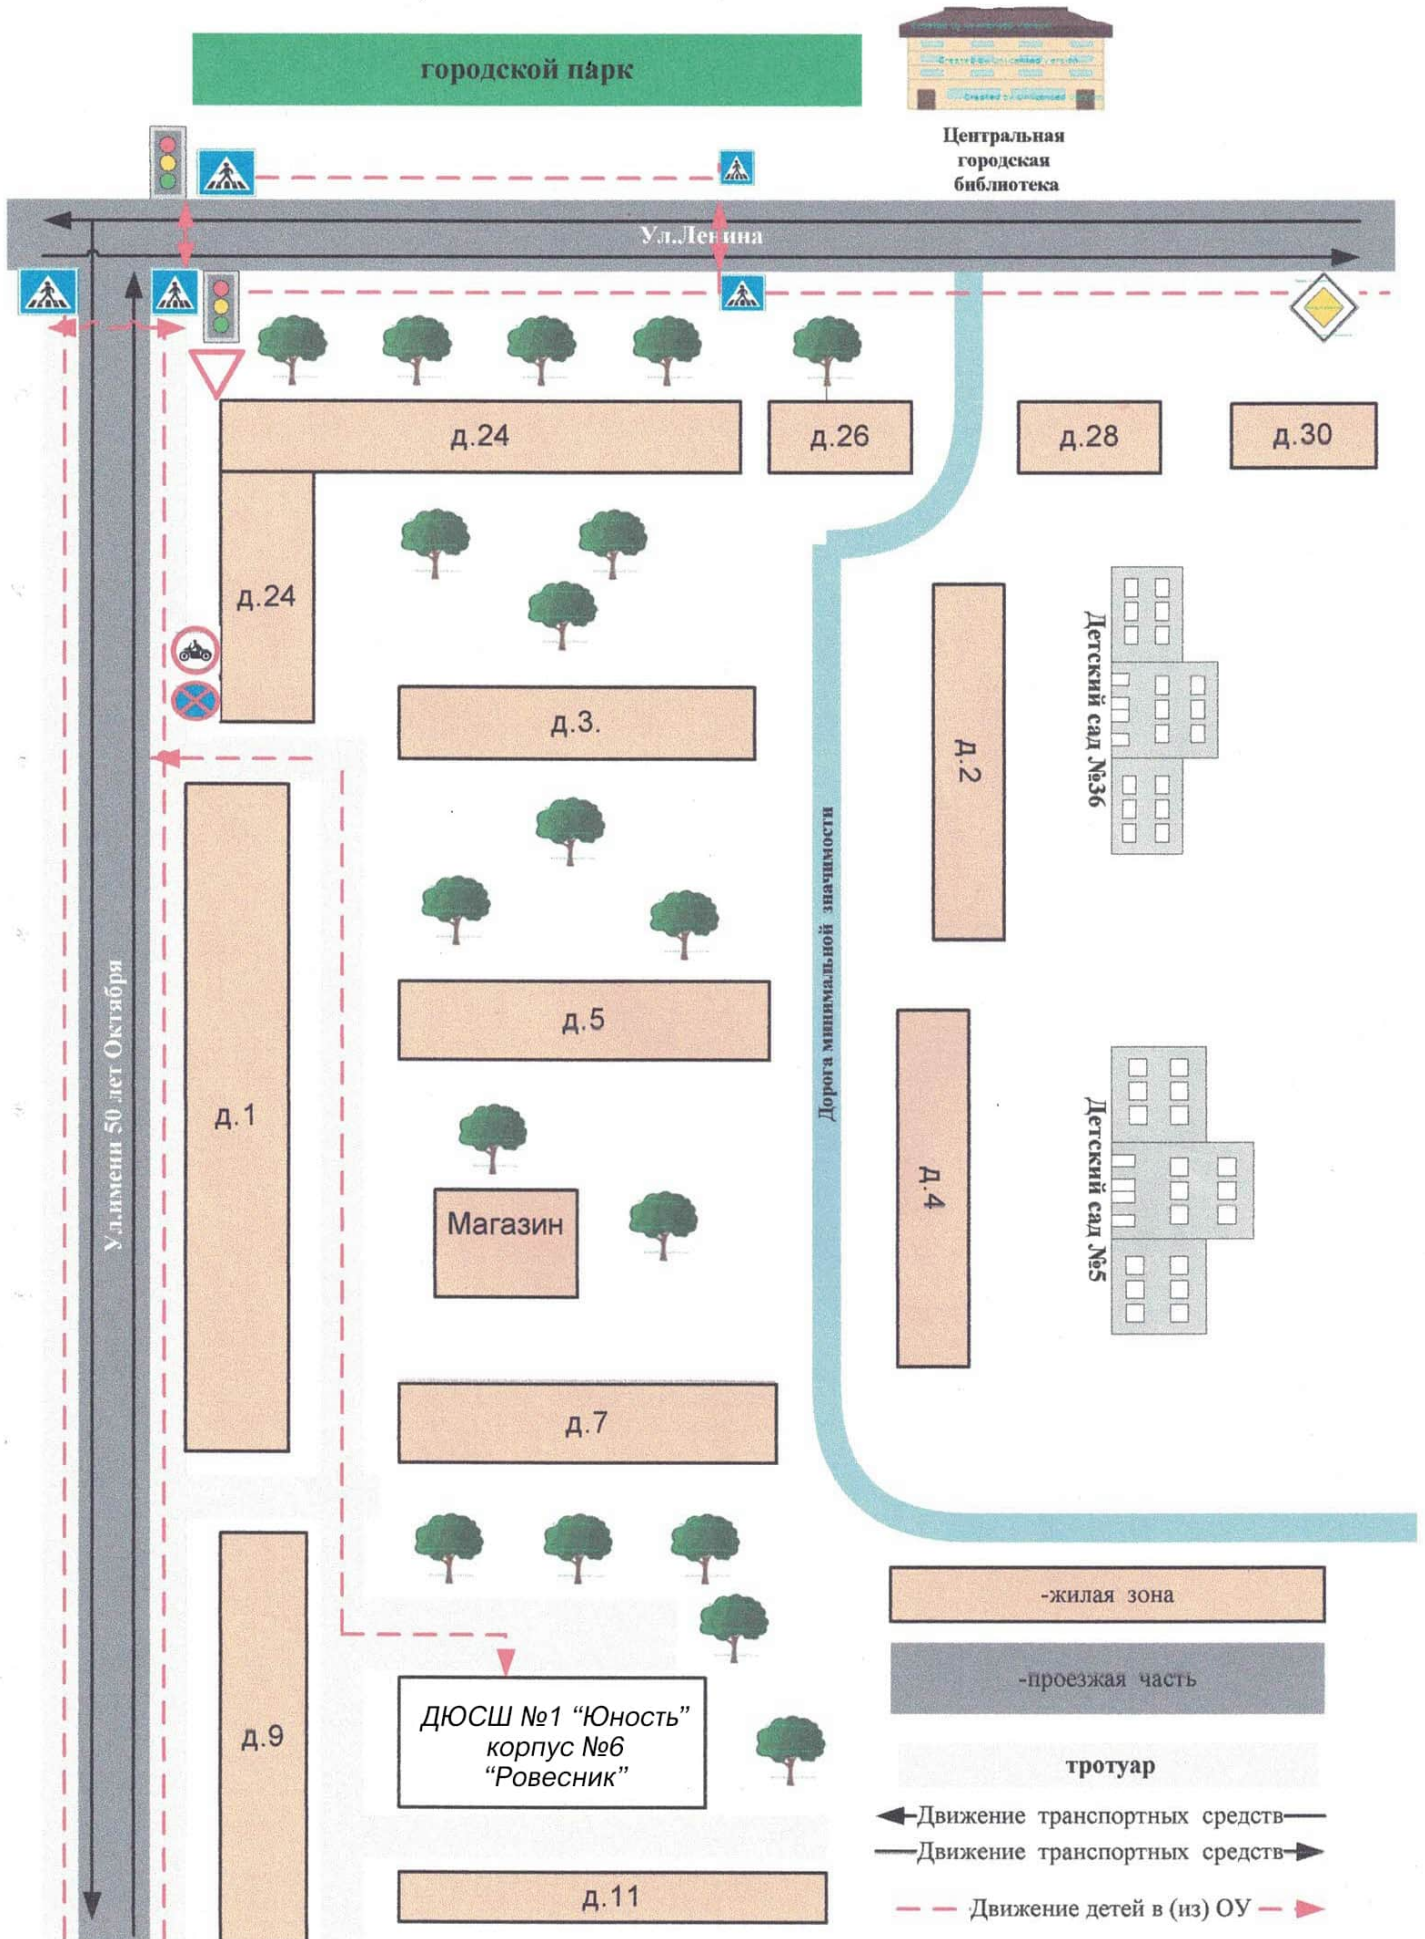 городской парк
Центральная
городская
библиотека
Ул.Ленина
д.24
д.26
д.28
д.30
д.24
д.3.
д.2
Детский сад №36
Дорога минимальной значимости
д.5
Ул.имени 50 лет Октября
д.1
Магазин
д.4
Детский сад №5
д.7
-жилая зона
-проезжая часть
ДЮСШ №1 “Юность”
корпус №6
“Ровесник”
д.9
тротуар
Движение транспортных средств
Движение транспортных средств
д.11
Движение детей в (из) ОУ